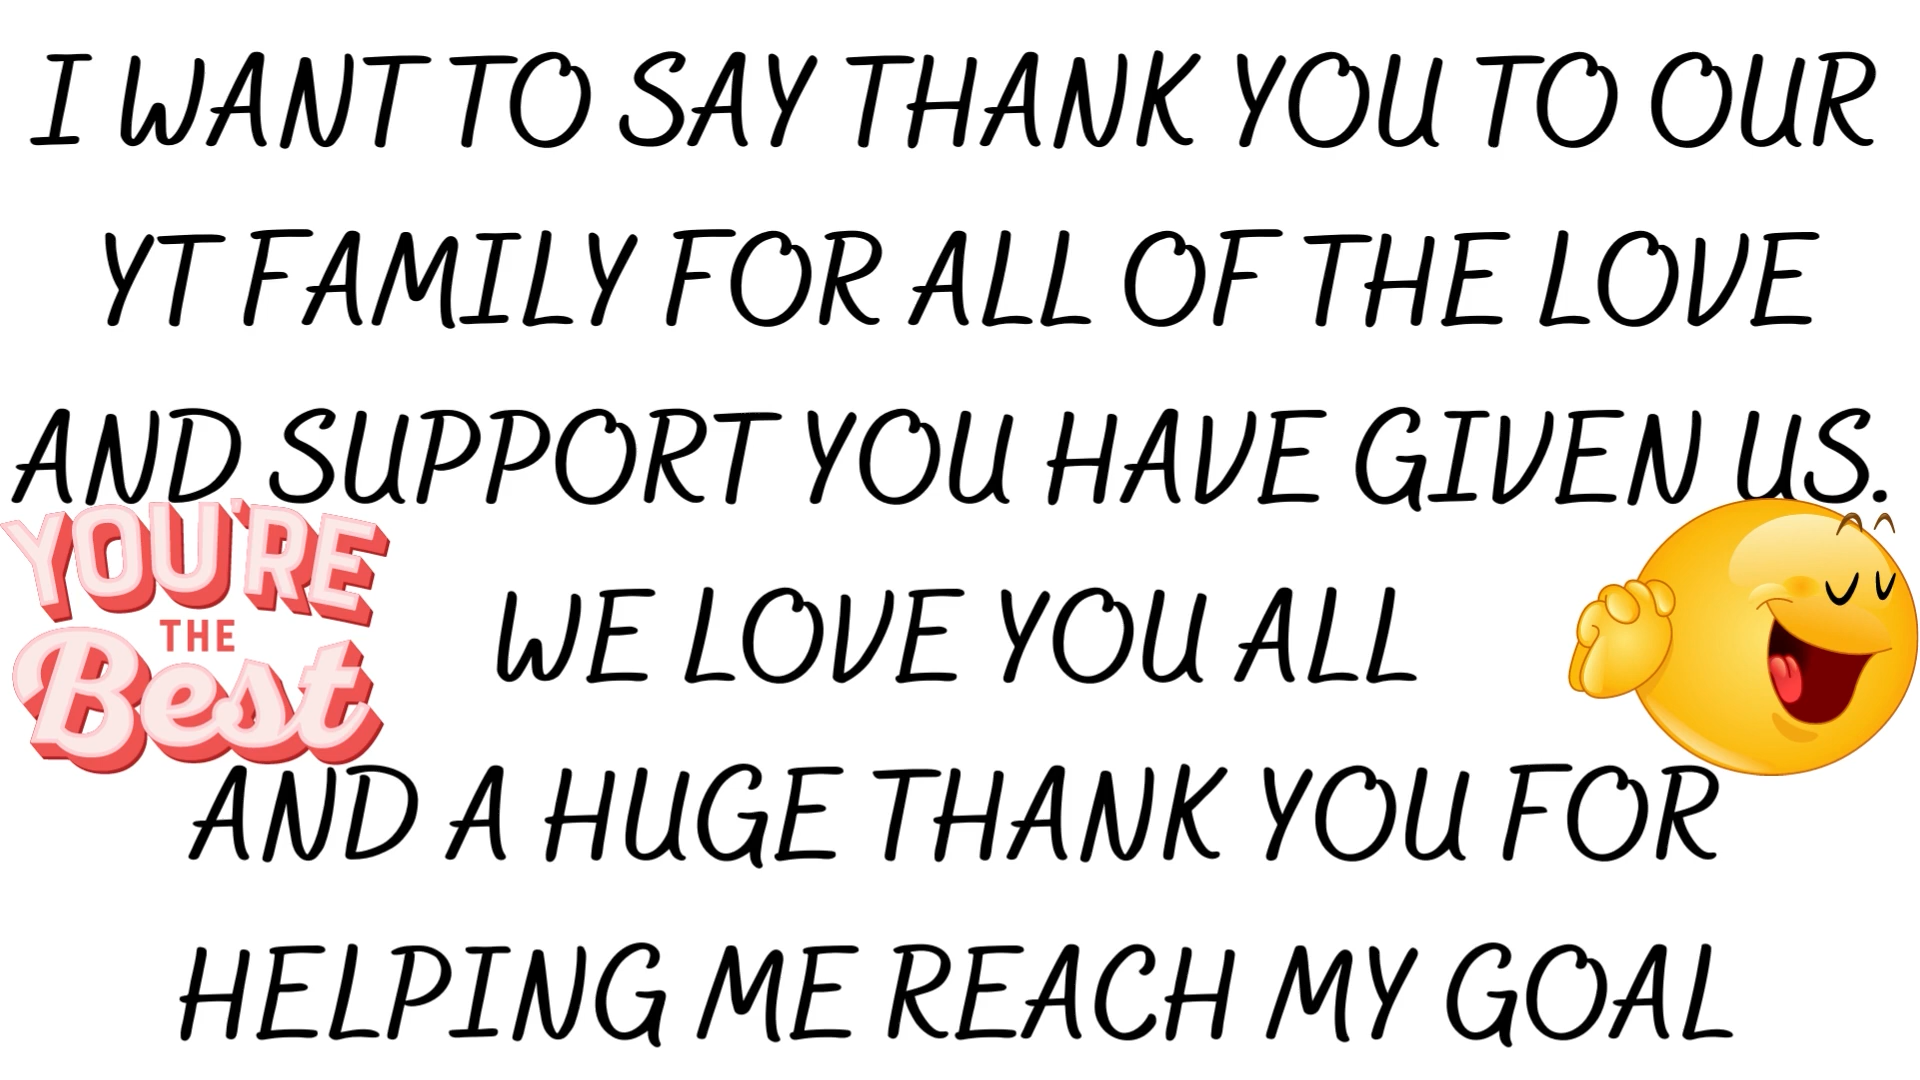 I WANT TO SAY THANK YOU TO OUR
YT FAMILY FOR ALL OF THE LOVE
AND SUPPORT YOU HAVE GIVEN US.
YOU'RE
THE
Best
WE LOVE YOU ALL
AND A HUGE THANK YOU FOR
HELPING ME REACH MY GOAL